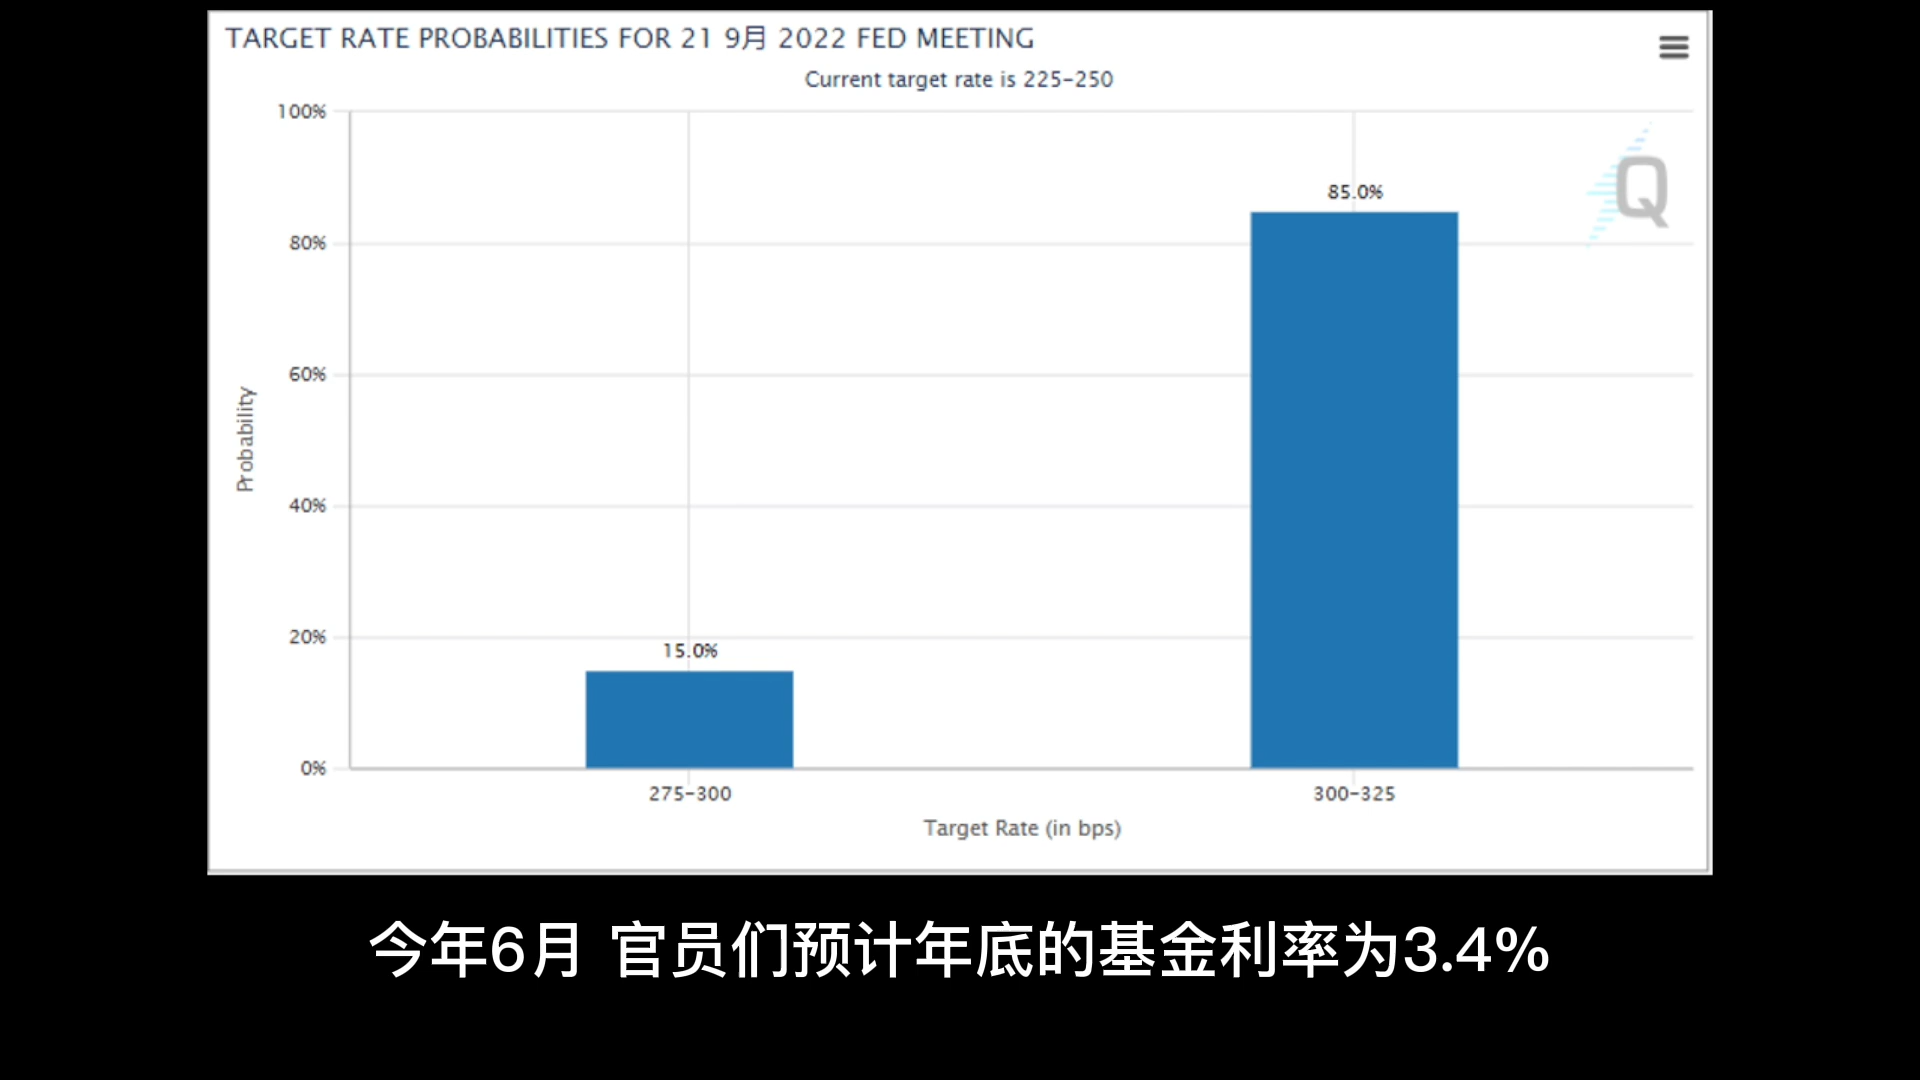 TARGET RATE PROBABILITIES FOR 21 9月 2022 FED MEETING
Current target rate is 225-250
100%
80%
60%
40%
20%
0%
Probability
15.0%
85.0%
275-300
300-325
Target Rate (in bps)
Q
今年6月 官员们预计年底的基金利率为3.4%